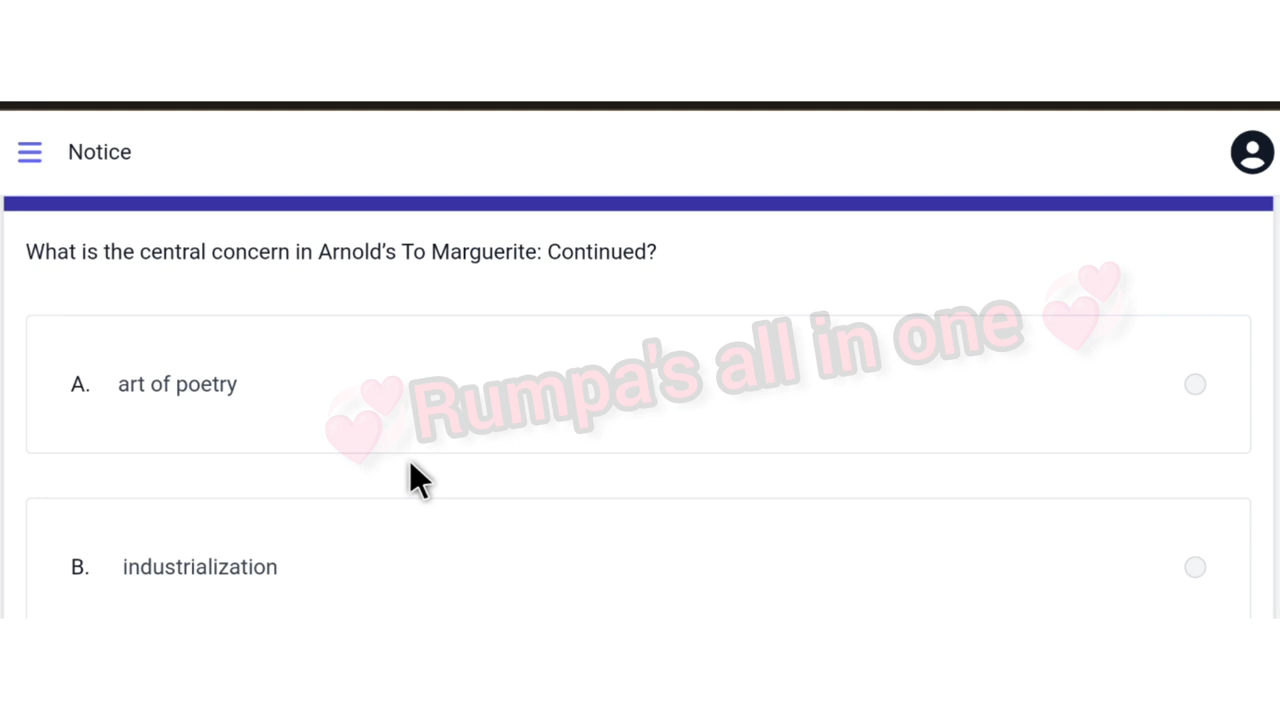 Notice
What is the central concern in Arnold’s To Marguerite: Continued?
Rumpa's all in one
A. art of poetry
B. industrialization